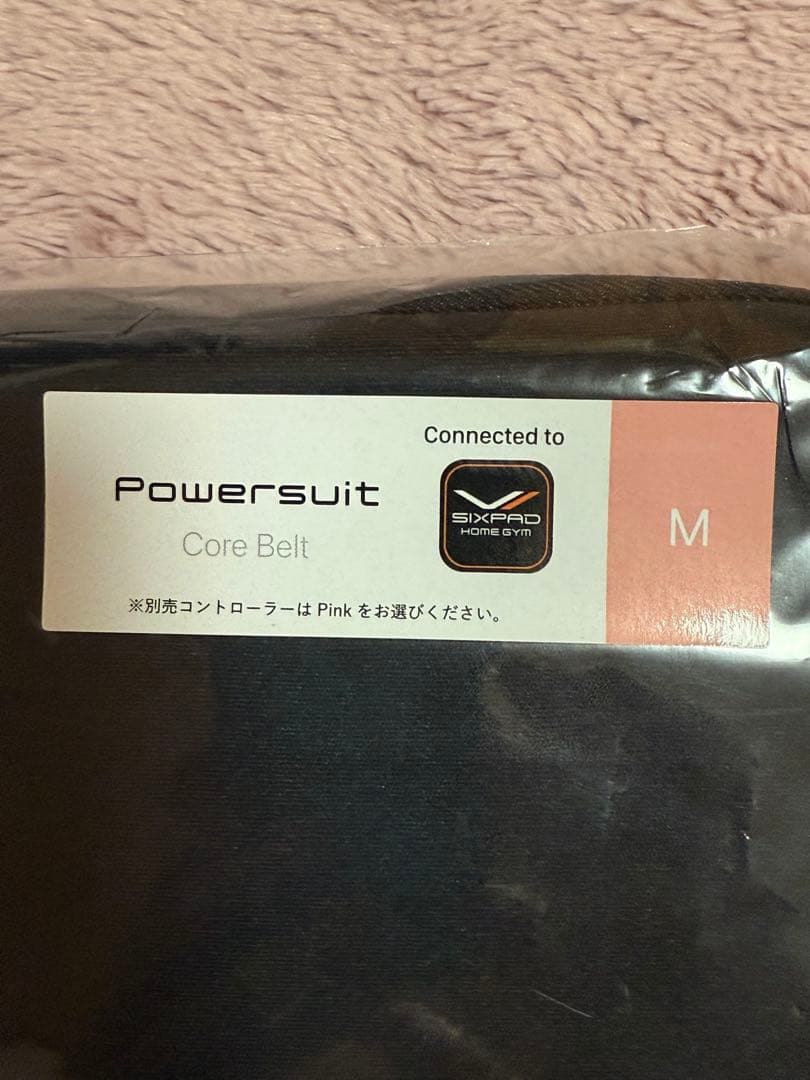 Connected to
Powersuit
SIXPAD
HOME GYM
Core Belt
M
※別売コントローラーは Pink をお選びください。